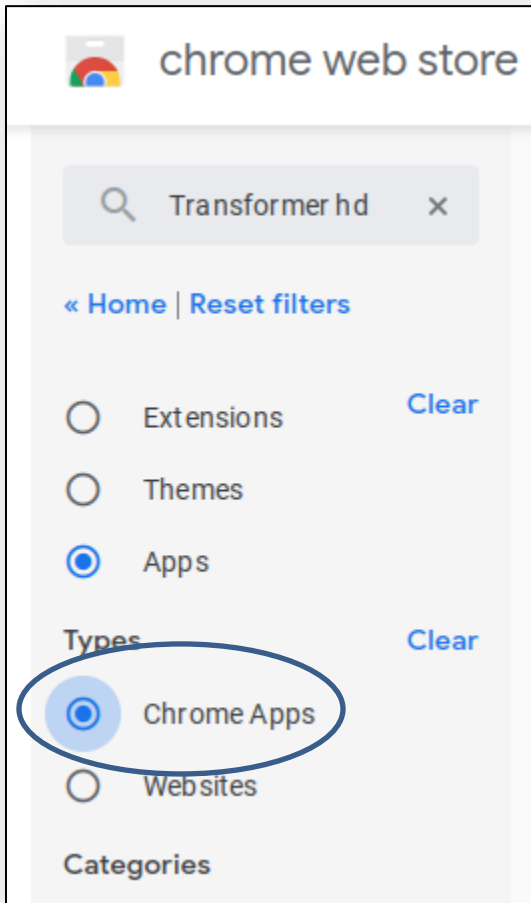 chrome web store
Transformer hd ×
« Home | Reset filters
Extensions Clear
Themes
Apps
Types Clear
Chrome Apps
Websites
Categories